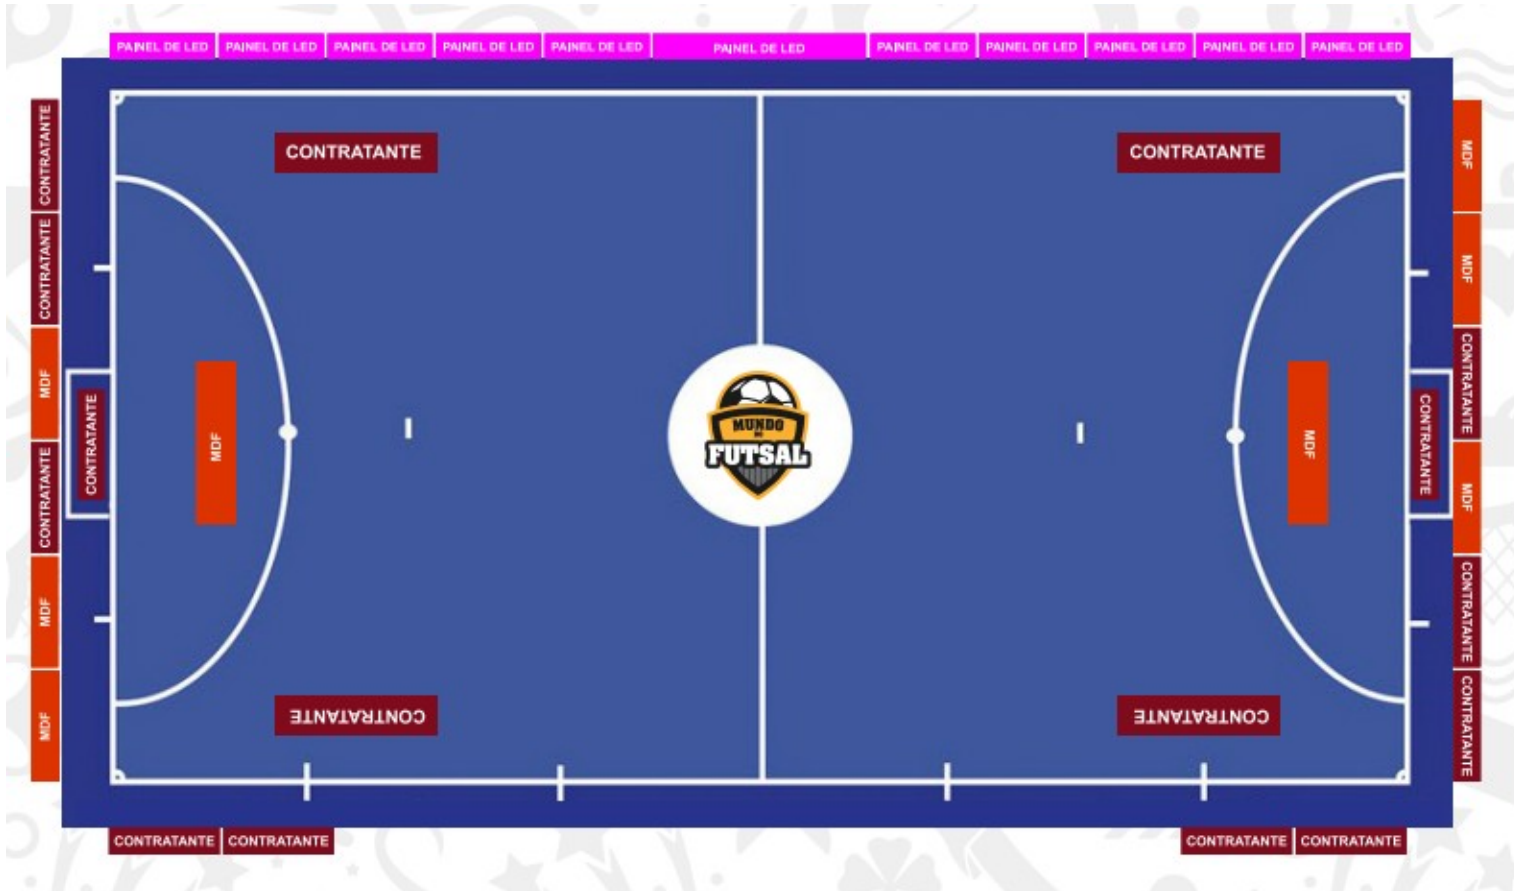 PAINEL DE LED PAINEL DE LED PAINEL DE LED PAINEL DE LED PAINEL DE LED PAINEL DE LED PAINEL DE LED PAINEL DE LED PAINEL DE LED PAINEL DE LED PAINEL DE LED
CONTRATANTE
CONTRATANTE
MDF
CONTRATANTE
MDF
MDF
CONTRATANTE
CONTRATANTE
CONTRATANTE
MDF
MUNDO
DO
FUTSAL
MDF
CONTRATANTE
CONTRATANTE
CONTRATANTE
MDF
MDF
CONTRATANTE
MDF
CONTRATANTE
CONTRATANTE
CONTRATANTE CONTRATANTE
CONTRATANTE CONTRATANTE